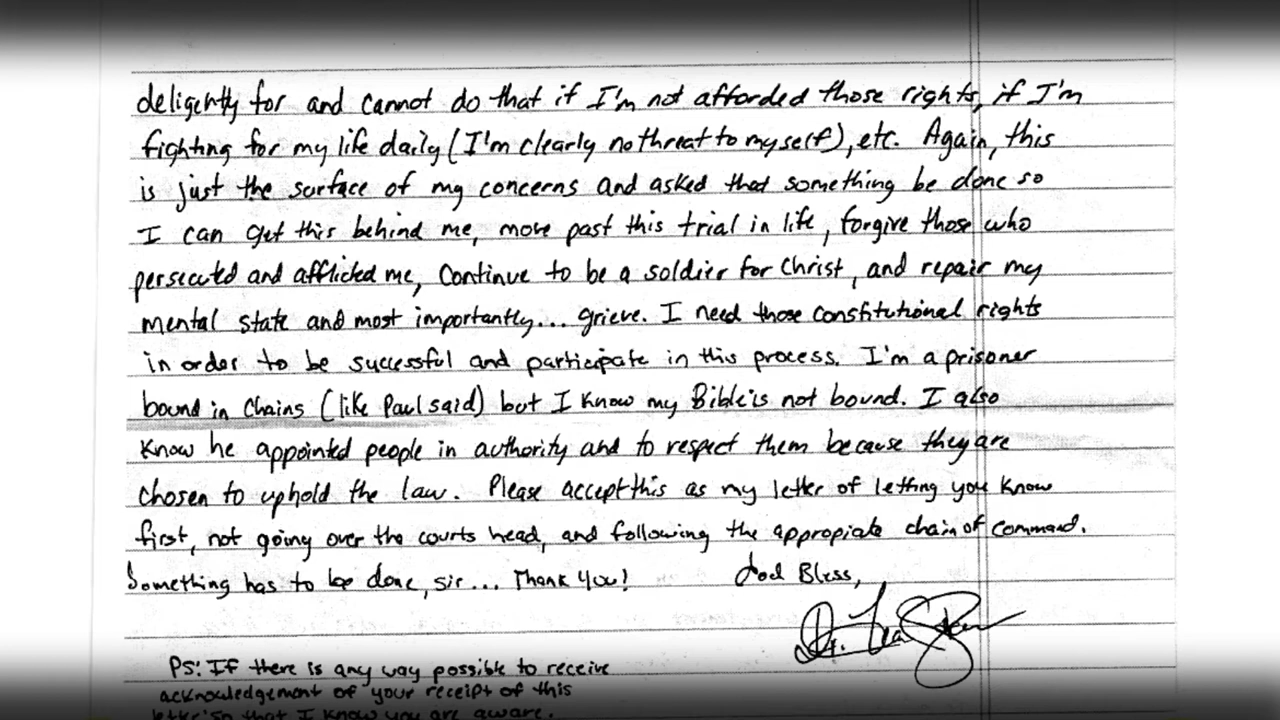 deligently for and cannot do that if I'm not afforded those rights, if I'm
fighting for my life daily (I'm clearly no threat to myself), etc. Again, this
is just the surface of my concerns and asked that something be done so
I can get this behind me, move past this trial in life, forgive those who
persecuted and afflicted me, Continue to be a soldier for Christ, and repair my
mental state and most importantly... grieve. I need those constitutional rights
in order to be successful and participate in this process. I'm a prisoner
bound in Chains (like Paul said) but I know my Bible is not bound. I also
know he appointed people in authority and to respect them because they are
chosen to uphold the law. Please accept this as my letter of letting you know
first, not going over the courts head, and following the appropiate chain of command.
Something has to be done, sir... Thank you! God Bless,
Dr.
PS: If there is any way possible to receive
acknowledgement of your receipt of this
letter so that I know you are aware.